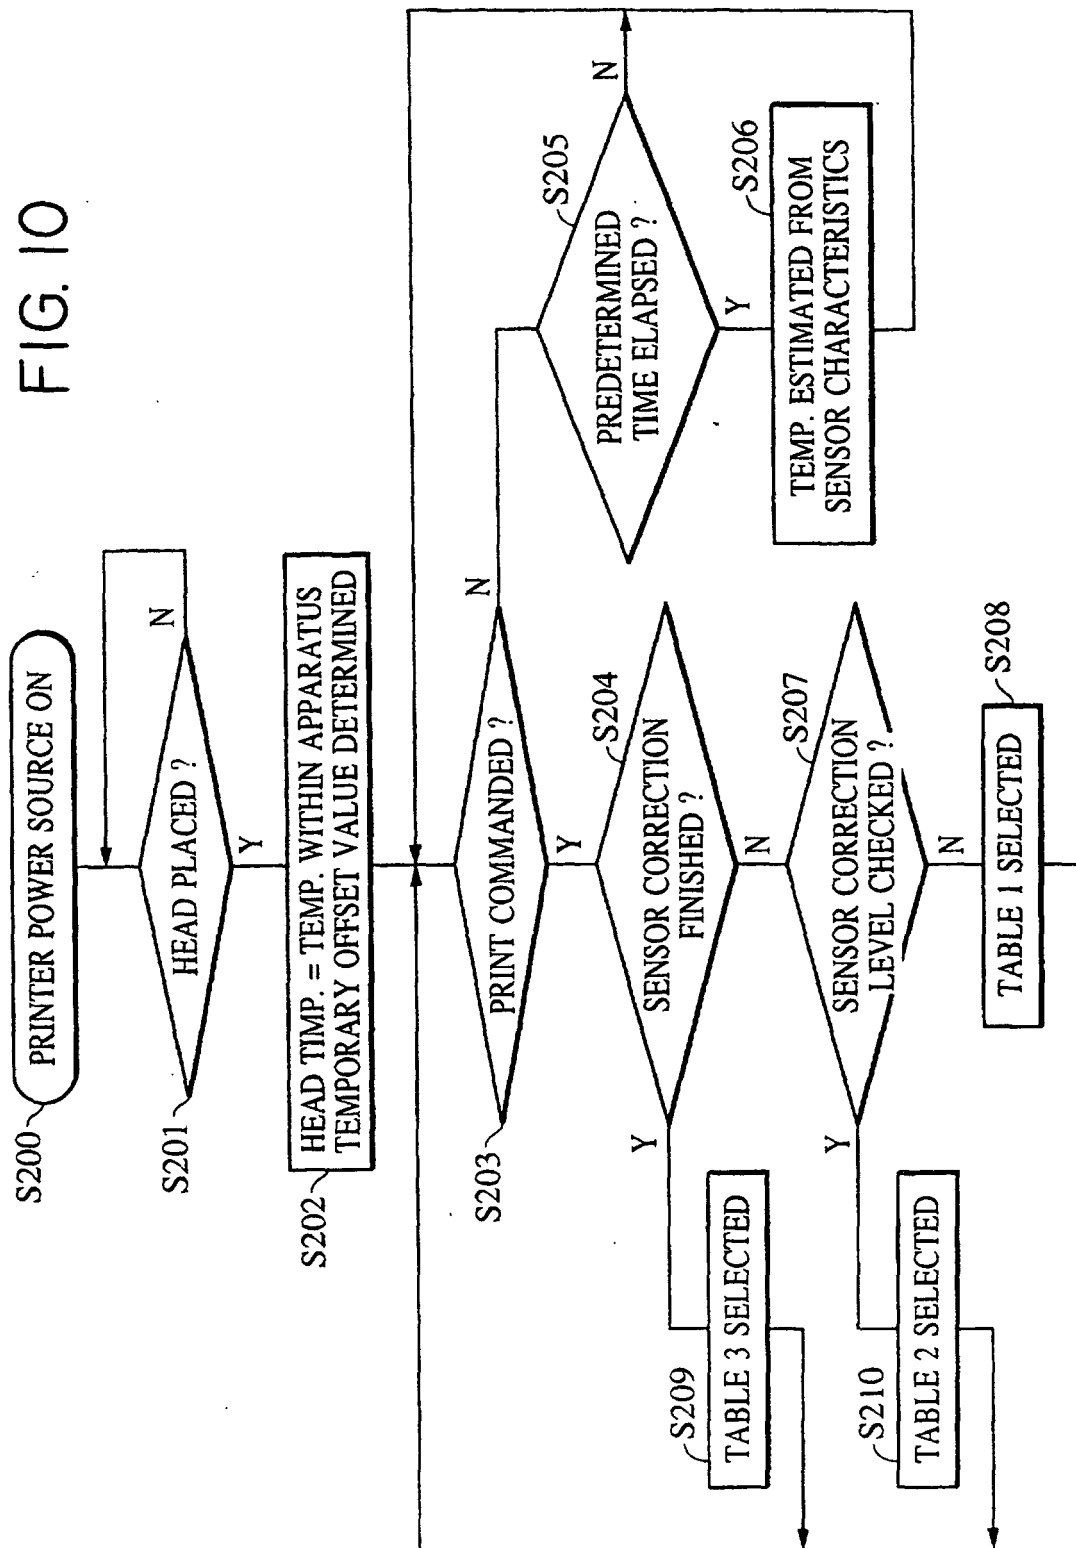 FIG. 10
S200
PRINTER POWER SOURCE ON
S201
HEAD PLACED ?
N
Y
S202
HEAD TIMP. = TEMP. WITHIN APPARATUS
TEMPORARY OFFSET VALUE DETERMINED
S203
PRINT COMMANDED ?
N
Y
S205
PREDETERMINED
TIME ELAPSED ?
N
Y
S206
TEMP. ESTIMATED FROM
SENSOR CHARACTERISTICS
S204
SENSOR CORRECTION
FINISHED ?
Y
N
S209
TABLE 3 SELECTED
S207
SENSOR CORRECTION
LEVEL CHECKED ?
Y
N
S210
TABLE 2 SELECTED
S208
TABLE 1 SELECTED